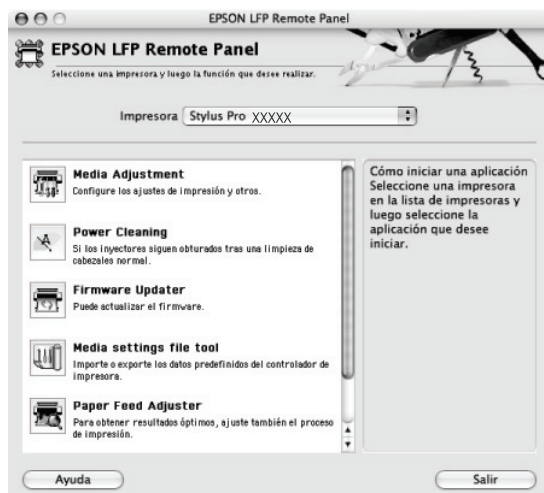 EPSON LFP Remote Panel
EPSON LFP Remote Panel
Seleccione una impresora y luego la función que desee realizar.
Impresora Stylus Pro XXXXX
Media Adjustment
Configure los ajustes de impresión y otros.
Power Cleaning
Si los inyectores siguen obturados tras una limpieza de
cabezales normal.
Firmware Updater
Puede actualizar el firmware.
Media settings file tool
Importe o exporte los datos predefinidos del controlador de
impresora.
Paper Feed Adjuster
Para obtener resultados óptimos, ajuste también el proceso
de impresión.
Cómo iniciar una aplicación
Seleccione una impresora
en la lista de impresoras y
luego seleccione la
aplicación que desee
iniciar.
Ayuda
Salir